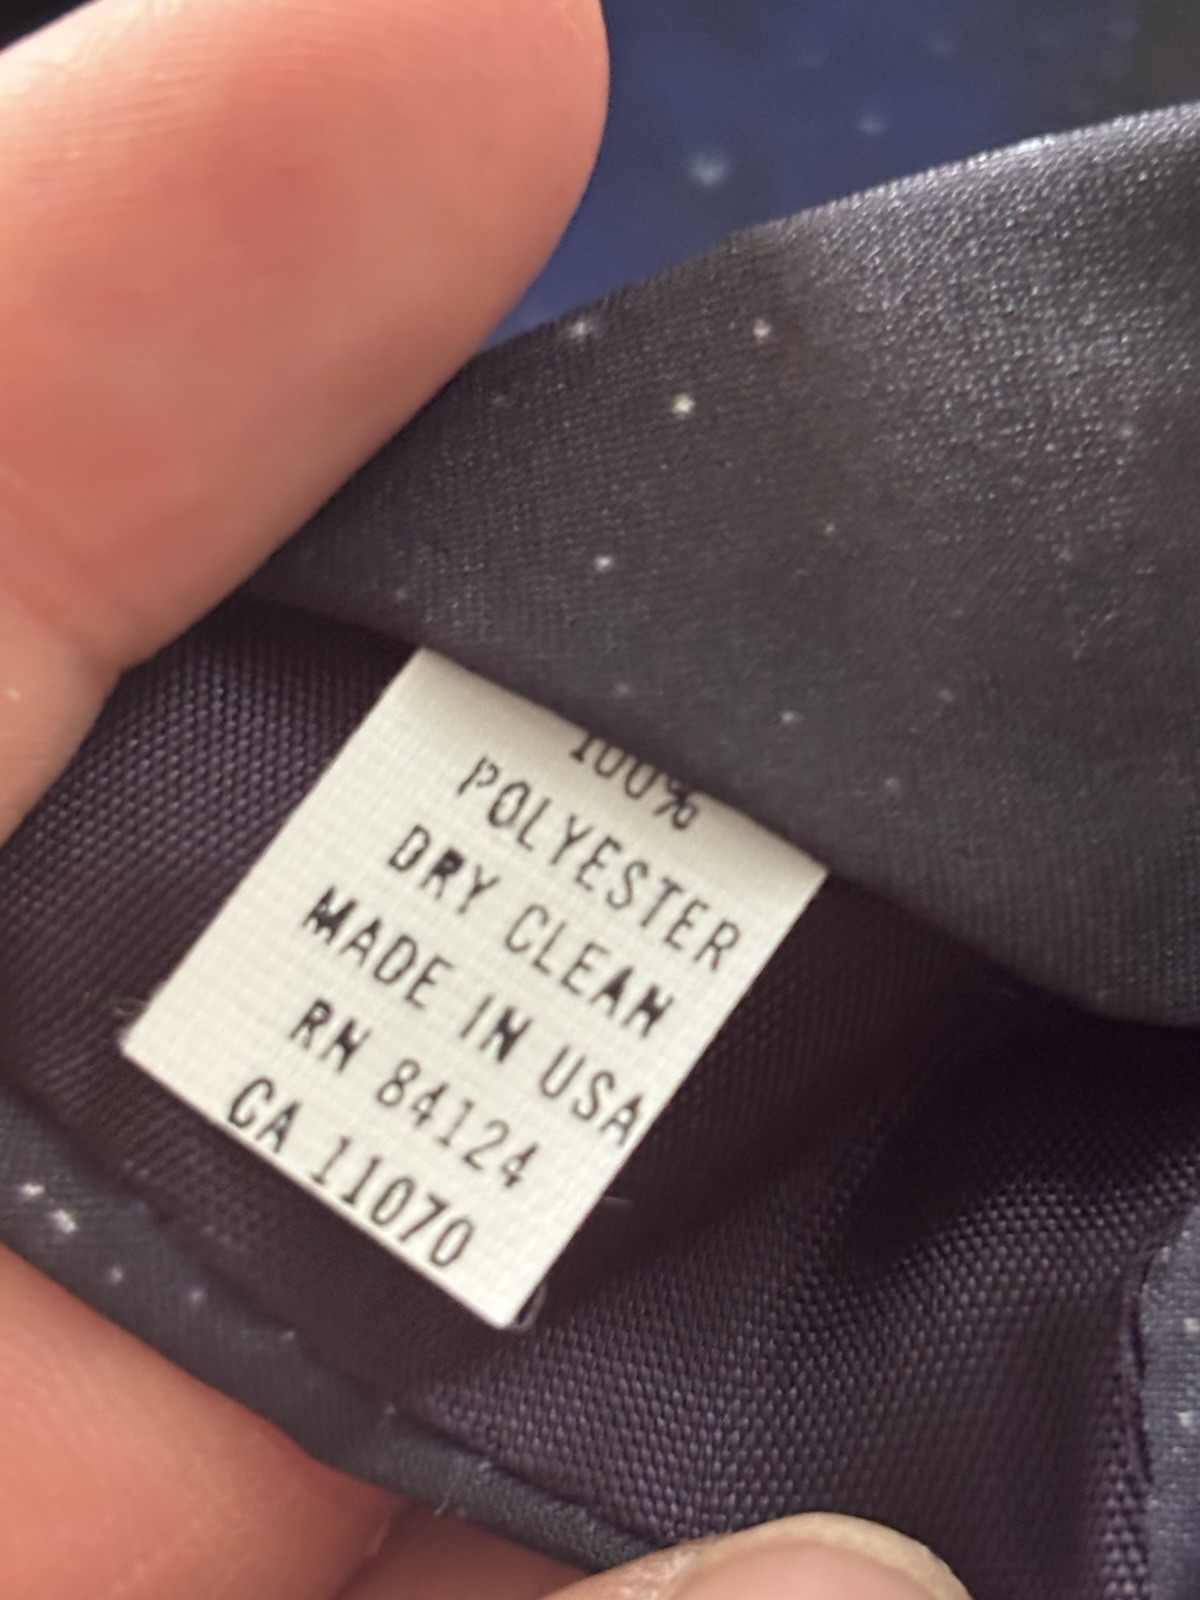 100%
POLYESTER
DRY CLEAN
MADE IN USA
RN 84124
CA 11070